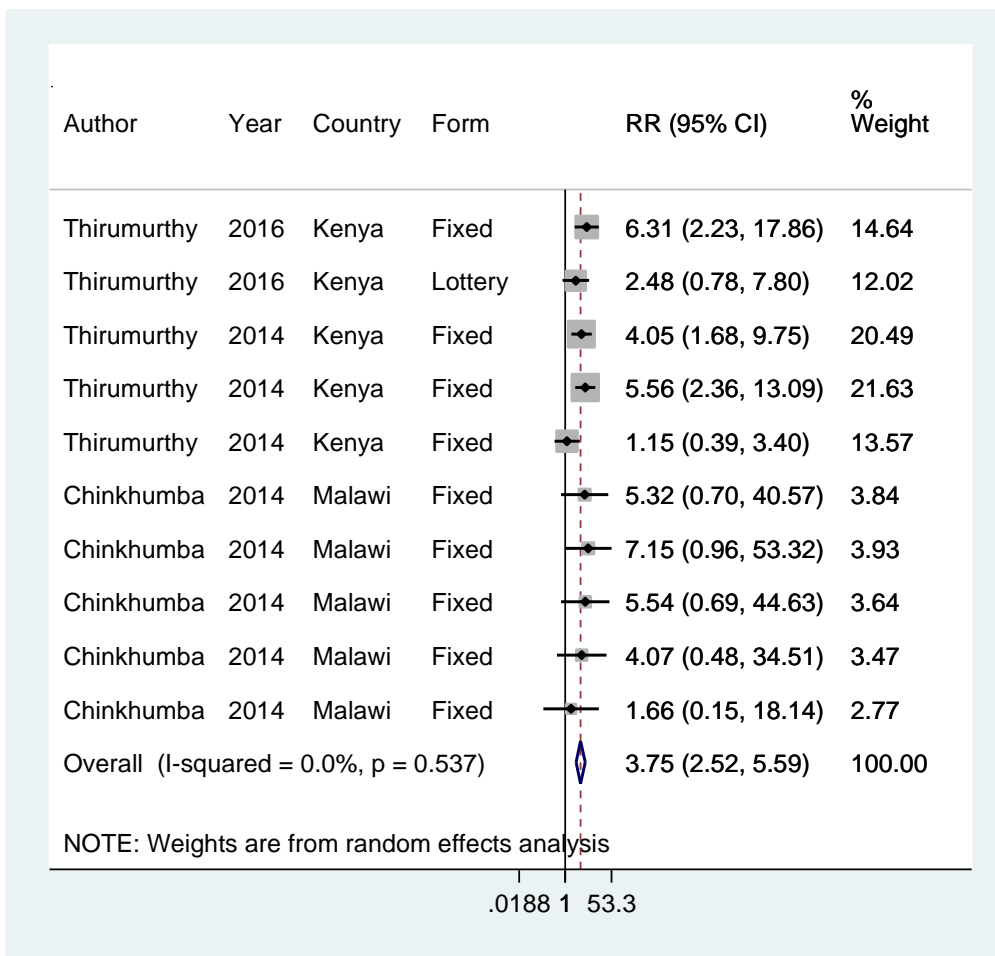 Author Year Country Form RR (95% CI) % Weight
Thirumurthy 2016 Kenya Fixed 6.31 (2.23, 17.86) 14.64
Thirumurthy 2016 Kenya Lottery 2.48 (0.78, 7.80) 12.02
Thirumurthy 2014 Kenya Fixed 4.05 (1.68, 9.75) 20.49
Thirumurthy 2014 Kenya Fixed 5.56 (2.36, 13.09) 21.63
Thirumurthy 2014 Kenya Fixed 1.15 (0.39, 3.40) 13.57
Chinkhumba 2014 Malawi Fixed 5.32 (0.70, 40.57) 3.84
Chinkhumba 2014 Malawi Fixed 7.15 (0.96, 53.32) 3.93
Chinkhumba 2014 Malawi Fixed 5.54 (0.69, 44.63) 3.64
Chinkhumba 2014 Malawi Fixed 4.07 (0.48, 34.51) 3.47
Chinkhumba 2014 Malawi Fixed 1.66 (0.15, 18.14) 2.77
Overall (I-squared = 0.0%, p = 0.537) 3.75 (2.52, 5.59) 100.00
NOTE: Weights are from random effects analysis
.0188 1 53.3